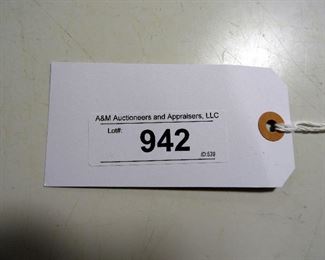 A&M Auctioneers and Appraisers, LLC
Lot#:
942
ID:539